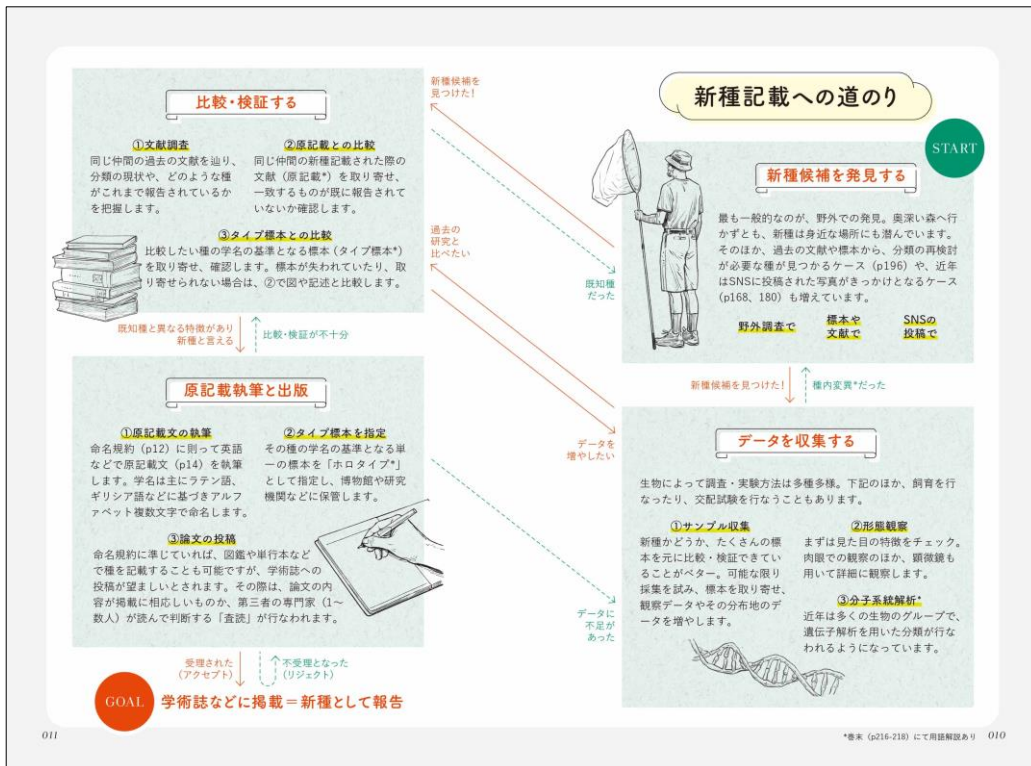 新種記載への道のり
START
新種候補を発見する
最も一般的なのが、野外での発見。奥深い森へ行
かずとも、新種は身近な場所にも潜んでいます。
そのほか、過去の文献や標本から、分類の再検討
が必要な種が見つかるケース（p196）や、近年
はSNSに投稿された写真がきっかけとなるケース
（p168、180）も増えています。
野外調査で
標本や
文献で
SNSの
投稿で
新種候補を見つけた！
種内変異*だった
データを収集する
生物によって調査・実験方法は多種多様。下記のほか、飼育を行
なったり、交配試験を行なうこともあります。
①サンプル収集
新種かどうか、たくさんの標
本を元に比較・検証できてい
ることがベター。可能な限り
採集を試み、標本を取り寄せ、
観察データやその分布地のデ
ータを増やします。
②形態観察
まずは見た目の特徴をチェック。
肉眼での観察のほか、顕微鏡も
用いて詳細に観察します。
③分子系統解析*
近年は多くの生物のグループで、
遺伝子解析を用いた分類が行な
われるようになっています。
新種候補を
見つけた！
既知種
だった
過去の
研究と
比べたい
データを
増やしたい
データに
不足が
あった
比較・検証する
①文献調査
同じ仲間の過去の文献を辿り、
分類の現状や、どのような種
がこれまで報告されているか
を把握します。
②原記載との比較
同じ仲間の新種記載された際の
文献（原記載*）を取り寄せ、
一致するものが既に報告されて
いないか確認します。
③タイプ標本との比較
比較したい種の学名の基準となる標本（タイプ標本*）
を取り寄せ、確認します。標本が失われていたり、取
り寄せられない場合は、②で図や記述と比較します。
既知種と異なる特徴があり
新種と言える
比較・検証が不十分
原記載執筆と出版
①原記載文の執筆
命名規約（p12）に則って英語
などで原記載文（p14）を執筆
します。学名は主にラテン語、
ギリシア語などに基づきアルフ
ァベット複数文字で命名します。
②タイプ標本を指定
その種の学名の基準となる単
一の標本を「ホロタイプ*」
として指定し、博物館や研究
機関などに保管します。
③論文の投稿
命名規約に準じていれば、図鑑や単行本など
で種を記載することも可能ですが、学術誌への
投稿が望ましいとされます。その際は、論文の内
容が掲載に相応しいものか、第三者の専門家（1〜
数人）が読んで判断する「査読」が行なわれます。
受理された
（アクセプト）
不受理となった
（リジェクト）
GOAL
学術誌などに掲載＝新種として報告
011
*巻末（p216-218）にて用語解説あり
010